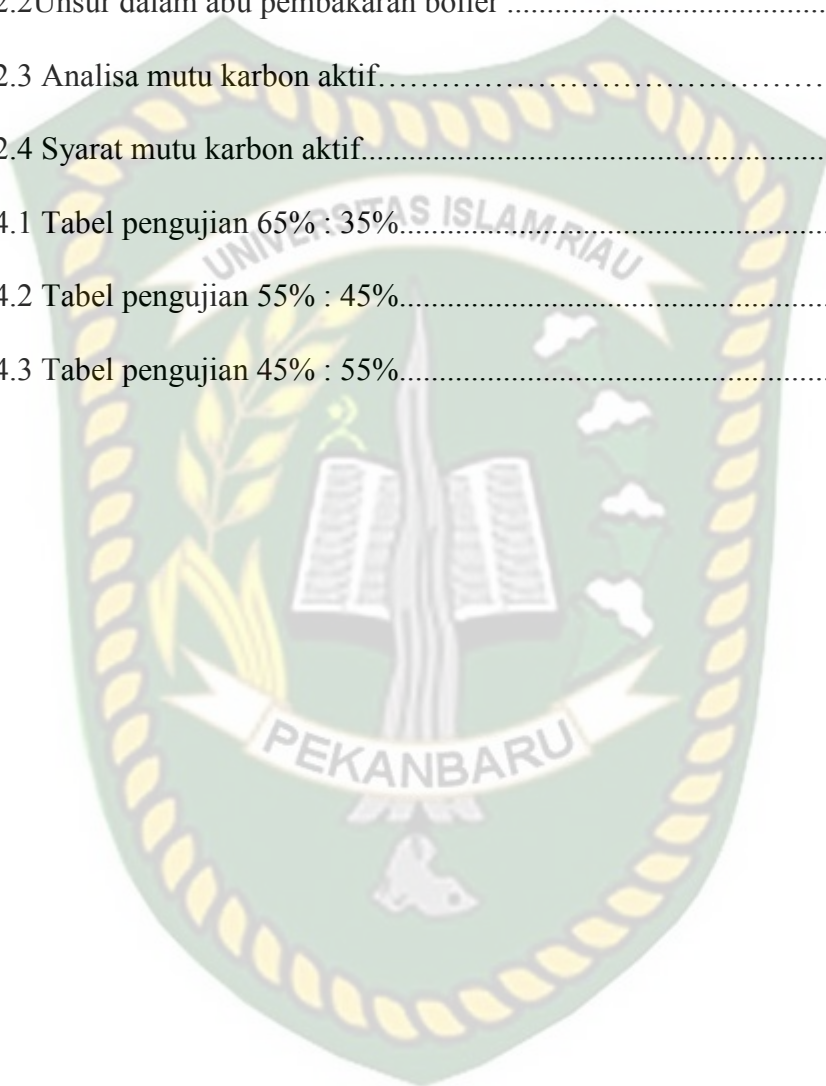 2.2Unsur dalam abu pembakaran boiler ........................................
2.3 Analisa mutu karbon aktif……………………………………
2.4 Syarat mutu karbon aktif...........................................................
4.1 Tabel pengujian 65% : 35%......................................................
4.2 Tabel pengujian 55% : 45%......................................................
4.3 Tabel pengujian 45% : 55%......................................................
UNIVERSITAS ISLAM RIAU
PEKANBARU